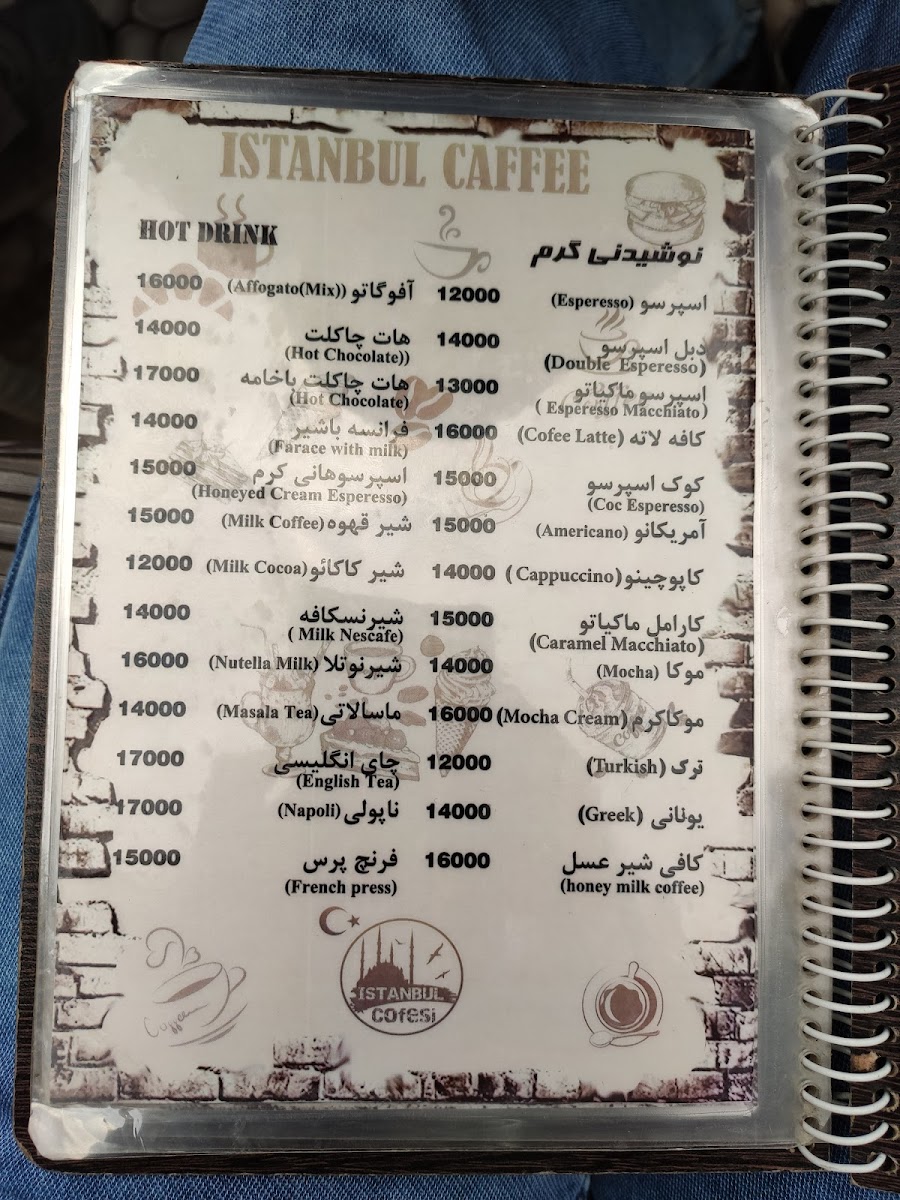 ISTANBUL CAFFEE
HOT DRINK
نوشیدنی گرم
اسپرسو (Esperesso) 12000
دبل اسپرسو 14000
(Double Esperesso)
اسپرسو ماکیاتو 13000
(Esperesso Macchiato)
کافه لاته (Cofee Latte) 16000
کوک اسپرسو 15000
(Coc Esperesso)
آمریکانو (Americano) 15000
کاپوچینو (Cappuccino) 14000
کارامل ماکیاتو 15000
(Caramel Macchiato)
موکا (Mocha) 14000
موکاکرم (Mocha Cream) 16000
ترک (Turkish) 12000
یونانی (Greek) 14000
کافی شیر عسل 16000
(honey milk coffee)
آفوگاتو (Affogato(Mix)) 16000
هات چاکلت 14000
(Hot Chocolate))
هات چاکلت باخامه 17000
(Hot Chocolate)
فرانسه باشیر 14000
(Farace with milk)
اسپرسوهانی کرم 15000
(Honeyed Cream Esperesso)
شیر قهوه (Milk Coffee) 15000
شیر کاکائو (Milk Cocoa) 12000
شیرنسکافه 14000
(Milk Nescafe)
شیرنوتلا (Nutella Milk) 16000
ماسالاتی (Masala Tea) 14000
چای انگلیسی 17000
(English Tea)
ناپولی (Napoli) 17000
فرنچ پرس 15000
(French press)
ISTANBUL
cofesi